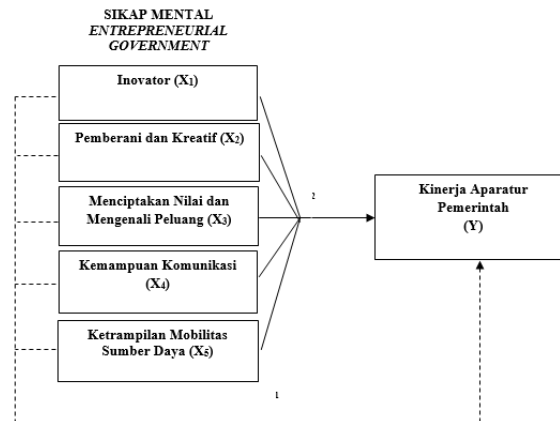 SIKAP MENTAL
ENTREPRENEURIAL
GOVERNMENT
Inovator (X1)
Pemberani dan Kreatif (X2)
2
Menciptakan Nilai dan
Mengenali Peluang (X3)
Kinerja Aparatur
Pemerintah
(Y)
Kemampuan Komunikasi
(X4)
Ketrampilan Mobilitas
Sumber Daya (X5)
1